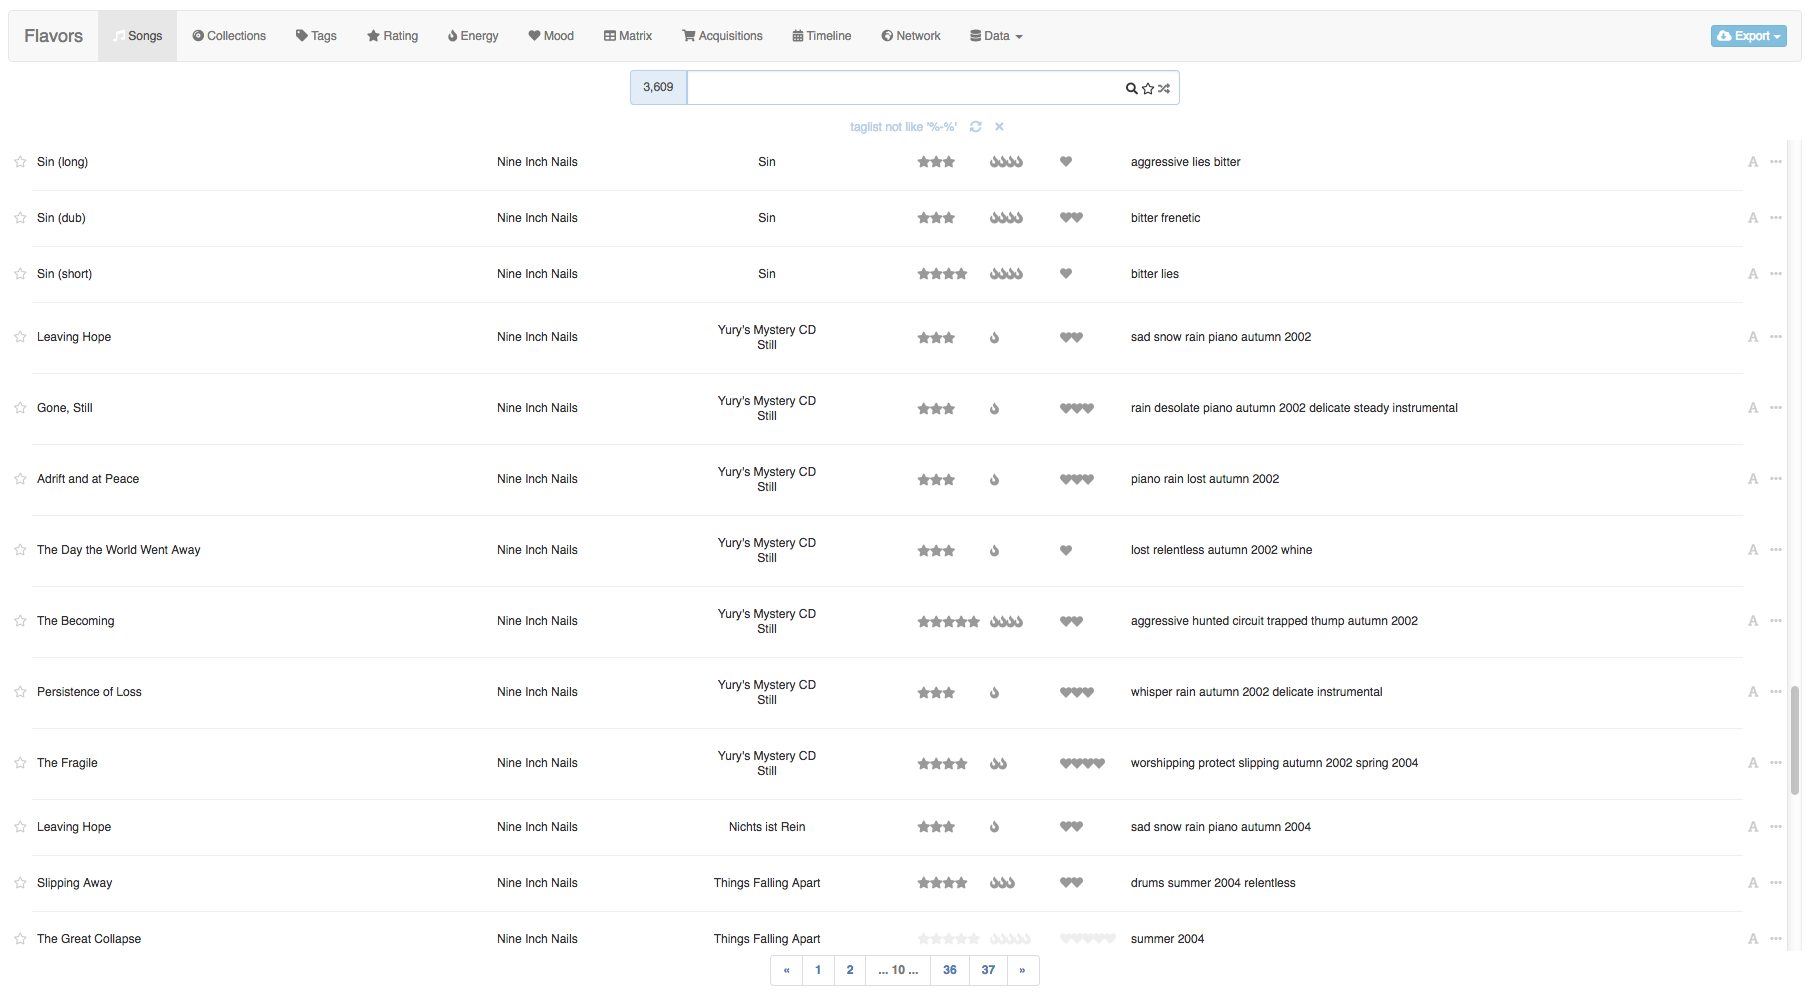 Flavors Songs Collections Tags Rating Energy Mood Matrix Acquisitions Timeline Network Data Export
3,609
taglist not like '%-%'
Sin (long) Nine Inch Nails Sin aggressive lies bitter A
Sin (dub) Nine Inch Nails Sin bitter frenetic A
Sin (short) Nine Inch Nails Sin bitter lies A
Leaving Hope Nine Inch Nails Yury's Mystery CD
Still sad snow rain piano autumn 2002 A
Gone, Still Nine Inch Nails Yury's Mystery CD
Still rain desolate piano autumn 2002 delicate steady instrumental A
Adrift and at Peace Nine Inch Nails Yury's Mystery CD
Still piano rain lost autumn 2002 A
The Day the World Went Away Nine Inch Nails Yury's Mystery CD
Still lost relentless autumn 2002 whine A
The Becoming Nine Inch Nails Yury's Mystery CD
Still aggressive hunted circuit trapped thump autumn 2002 A
Persistence of Loss Nine Inch Nails Yury's Mystery CD
Still whisper rain autumn 2002 delicate instrumental A
The Fragile Nine Inch Nails Yury's Mystery CD
Still worshipping protect slipping autumn 2002 spring 2004 A
Leaving Hope Nine Inch Nails Nichts ist Rein sad snow rain piano autumn 2004 A
Slipping Away Nine Inch Nails Things Falling Apart drums summer 2004 relentless A
The Great Collapse Nine Inch Nails Things Falling Apart summer 2004 A
« 1 2 ... 10 ... 36 37 »